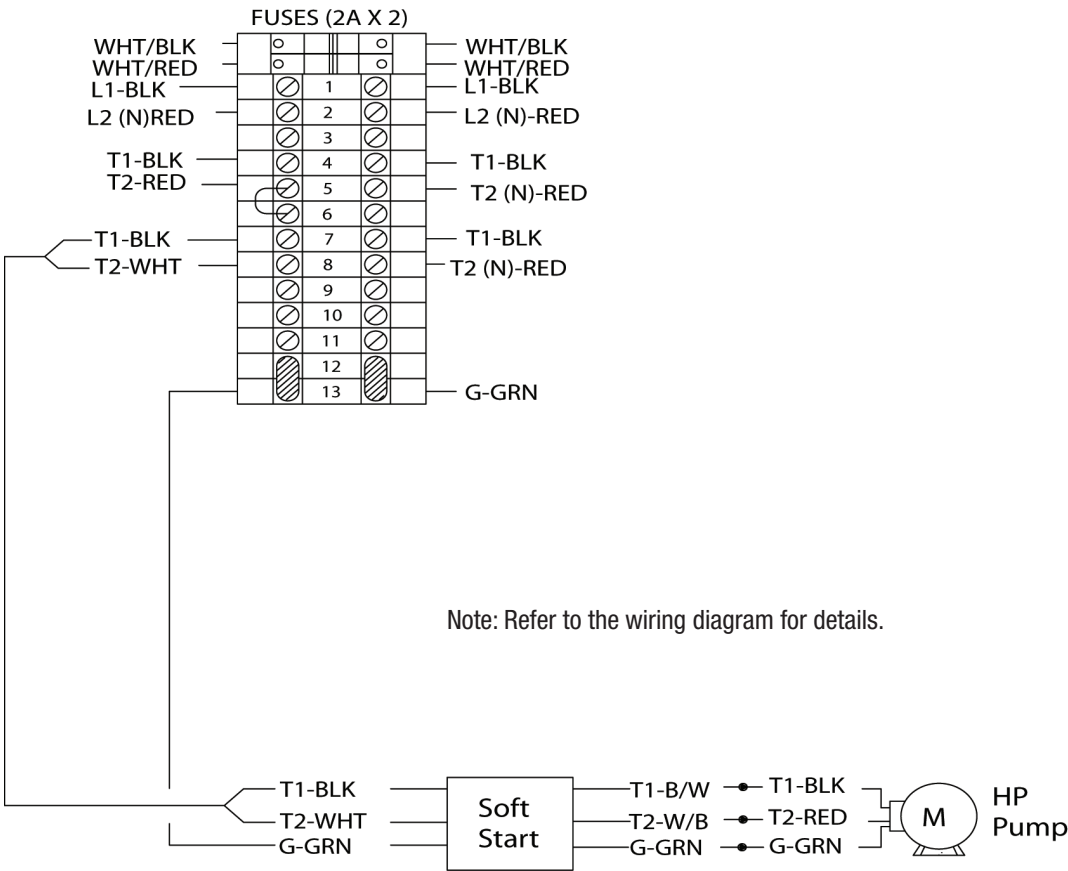 FUSES (2A X 2)
WHT/BLK WHT/BLK
WHT/RED WHT/RED
L1-BLK 1 L1-BLK
L2 (N)RED 2 L2 (N)-RED
3
T1-BLK 4 T1-BLK
T2-RED 5 T2 (N)-RED
6
T1-BLK 7 T1-BLK
T2-WHT 8 T2 (N)-RED
9
10
11
12
13 G-GRN
Note: Refer to the wiring diagram for details.
T1-BLK T1-B/W T1-BLK
T2-WHT T2-W/B T2-RED
G-GRN G-GRN G-GRN
Soft
Start
M
HP
Pump